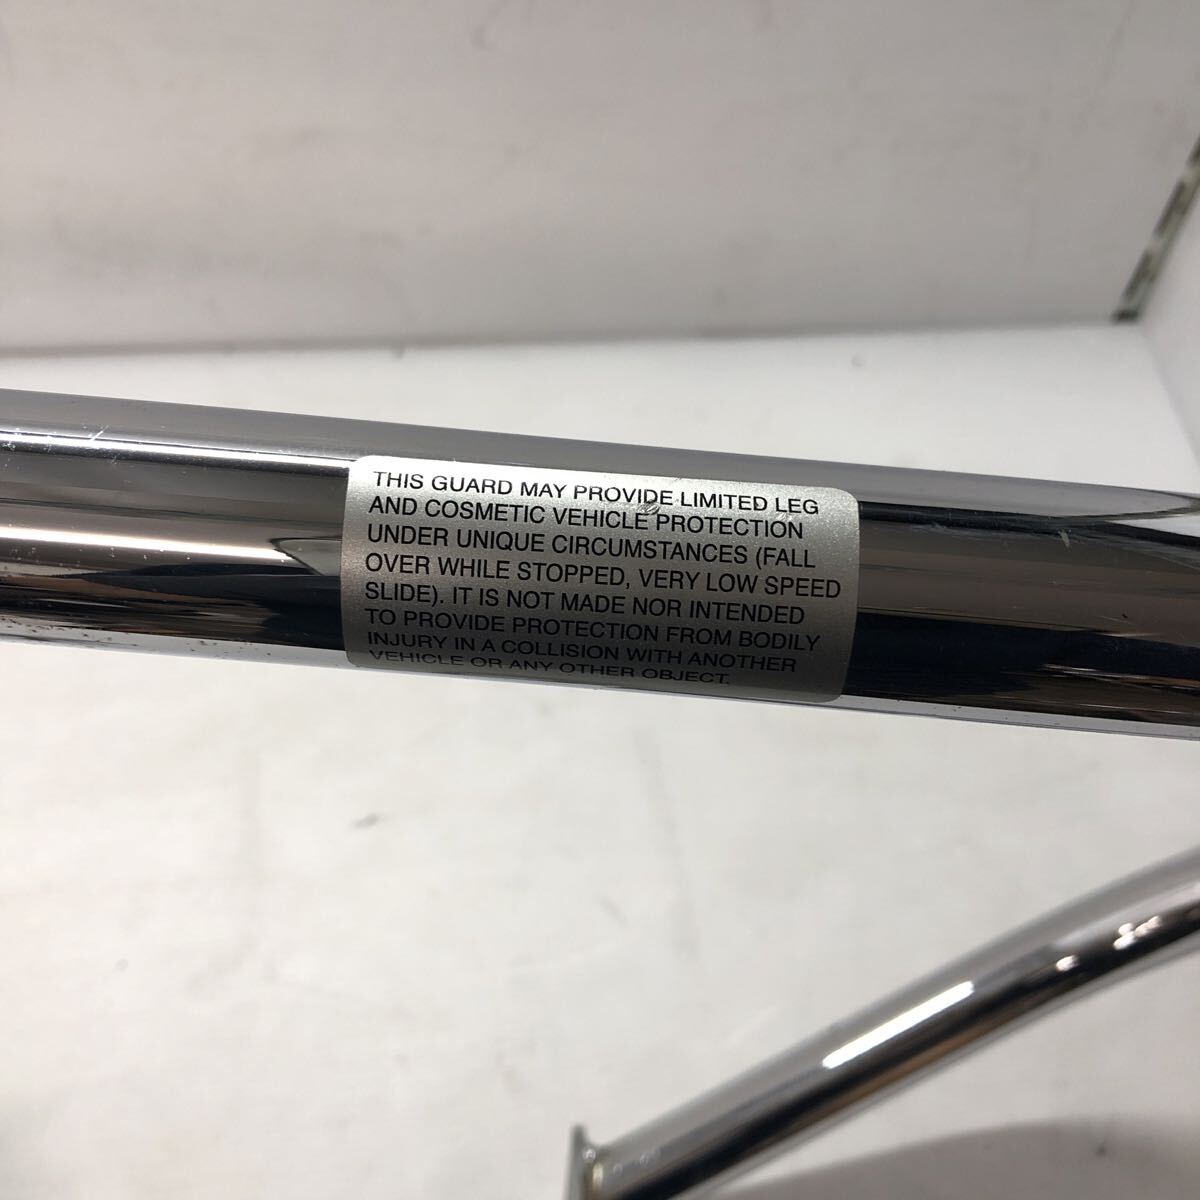 THIS GUARD MAY PROVIDE LIMITED LEG
AND COSMETIC VEHICLE PROTECTION
UNDER UNIQUE CIRCUMSTANCES (FALL
OVER WHILE STOPPED, VERY LOW SPEED
SLIDE). IT IS NOT MADE NOR INTENDED
TO PROVIDE PROTECTION FROM BODILY
INJURY IN A COLLISION WITH ANOTHER
VEHICLE OR ANY OTHER OBJECT.